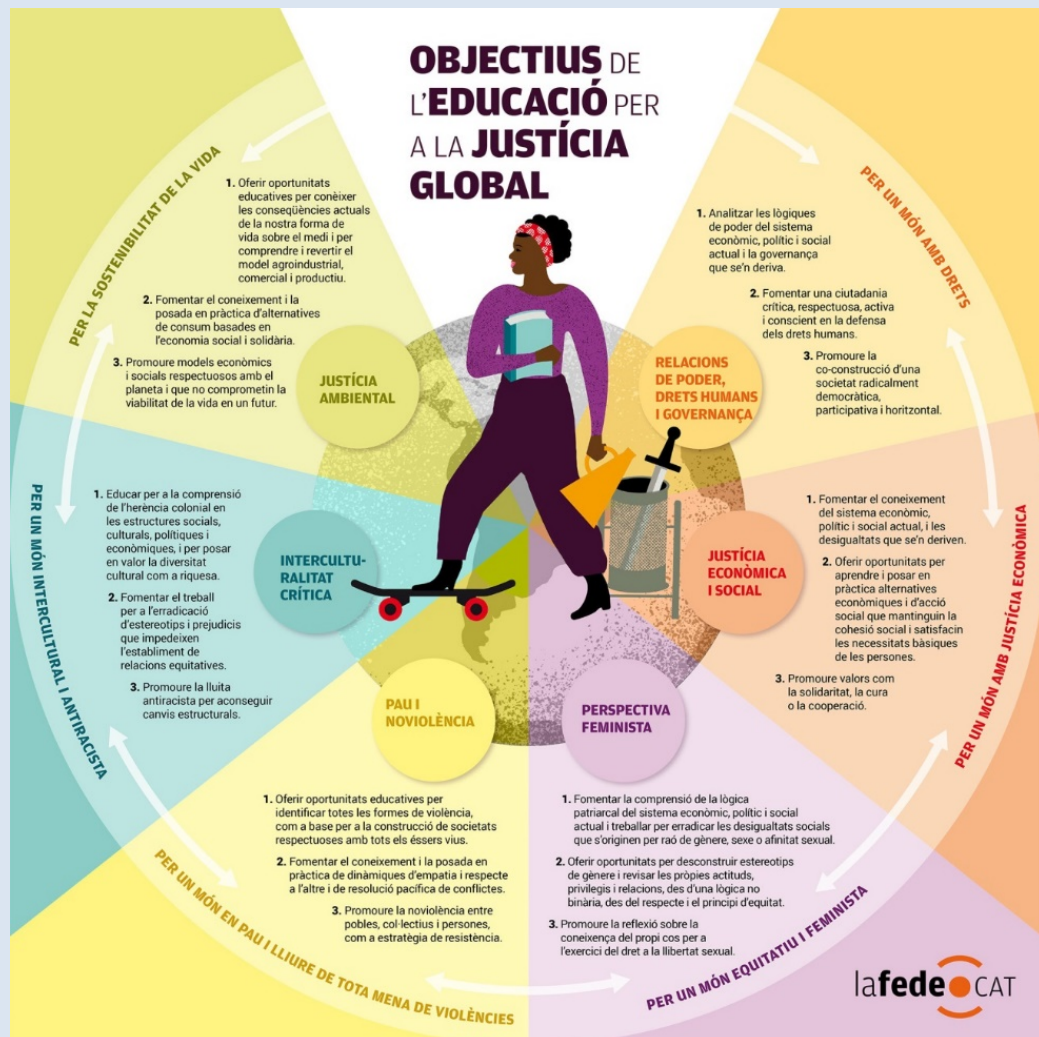 OBJECTIUS DE
L'EDUCACIÓ PER
A LA JUSTÍCIA
GLOBAL
PER LA SOSTENIBILITAT DE LA VIDA
1. Oferir oportunitats
educatives per conèixer
les conseqüències actuals
de la nostra forma de
vida sobre el medi i per
comprendre i revertir el
model agroindustrial,
comercial i productiu.
2. Fomentar el coneixement i la
posada en pràctica d'alternatives
de consum basades en
l'economia social i solidària.
3. Promoure models econòmics
i socials respectuosos amb el
planeta i que no comprometin la
viabilitat de la vida en un futur.
JUSTÍCIA
AMBIENTAL
PER UN MÓN AMB DRETS
1. Analitzar les lògiques
de poder del sistema
econòmic, polític i social
actual i la governança
que se'n deriva.
2. Fomentar una ciutadania
crítica, respectuosa, activa
i conscient en la defensa
dels drets humans.
3. Promoure la
co-construcció d'una
societat radicalment
democràtica,
participativa i horitzontal.
RELACIONS
DE PODER,
DRETS HUMANS
I GOVERNANÇA
PER UN MÓN INTERCULTURAL I ANTIRACISTA
1. Educar per a la comprensió
de l'herència colonial en
les estructures socials,
culturals, polítiques i
econòmiques, i per posar
en valor la diversitat
cultural com a riquesa.
2. Fomentar el treball
per a l'erradicació
d'estereotips i prejudicis
que impedeixen
l'establiment de
relacions equitatives.
3. Promoure la lluita
antiracista per aconseguir
canvis estructurals.
INTERCULTU-
RALITAT
CRÍTICA
PER UN MÓN AMB JUSTÍCIA ECONÒMICA
1. Fomentar el coneixement
del sistema econòmic,
polític i social actual, i les
desigualtats que se'n deriven.
2. Oferir oportunitats per
aprendre i posar en
pràctica alternatives
econòmiques i d'acció
social que mantinguin la
cohesió social i satisfacin
les necessitats bàsiques
de les persones.
3. Promoure valors com
la solidaritat, la cura
o la cooperació.
JUSTÍCIA
ECONÒMICA
I SOCIAL
PAU I
NOVIOLÈNCIA
1. Oferir oportunitats educatives per
identificar totes les formes de violència,
com a base per a la construcció de societats
respectuoses amb tots els éssers vius.
2. Fomentar el coneixement i la posada en
pràctica de dinàmiques d'empatia i respecte
a l'altre i de resolució pacífica de conflictes.
3. Promoure la noviolència entre
pobles, col·lectius i persones,
com a estratègia de resistència.
PER UN MÓN EN PAU I LLIURE DE TOTA MENA DE VIOLÈNCIES
PERSPECTIVA
FEMINISTA
1. Fomentar la comprensió de la lògica
patriarcal del sistema econòmic, polític i social
actual i treballar per erradicar les desigualtats socials
que s'originen per raó de gènere, sexe o afinitat sexual.
2. Oferir oportunitats per desconstruir estereotips
de gènere i revisar les pròpies actituds,
privilegis i relacions, des d'una lògica no
binària, des del respecte i el principi d'equitat.
3. Promoure la reflexió sobre la
coneixença del propi cos per a
l'exercici del dret a la llibertat sexual.
PER UN MÓN EQUITATIU I FEMINISTA
lafede CAT